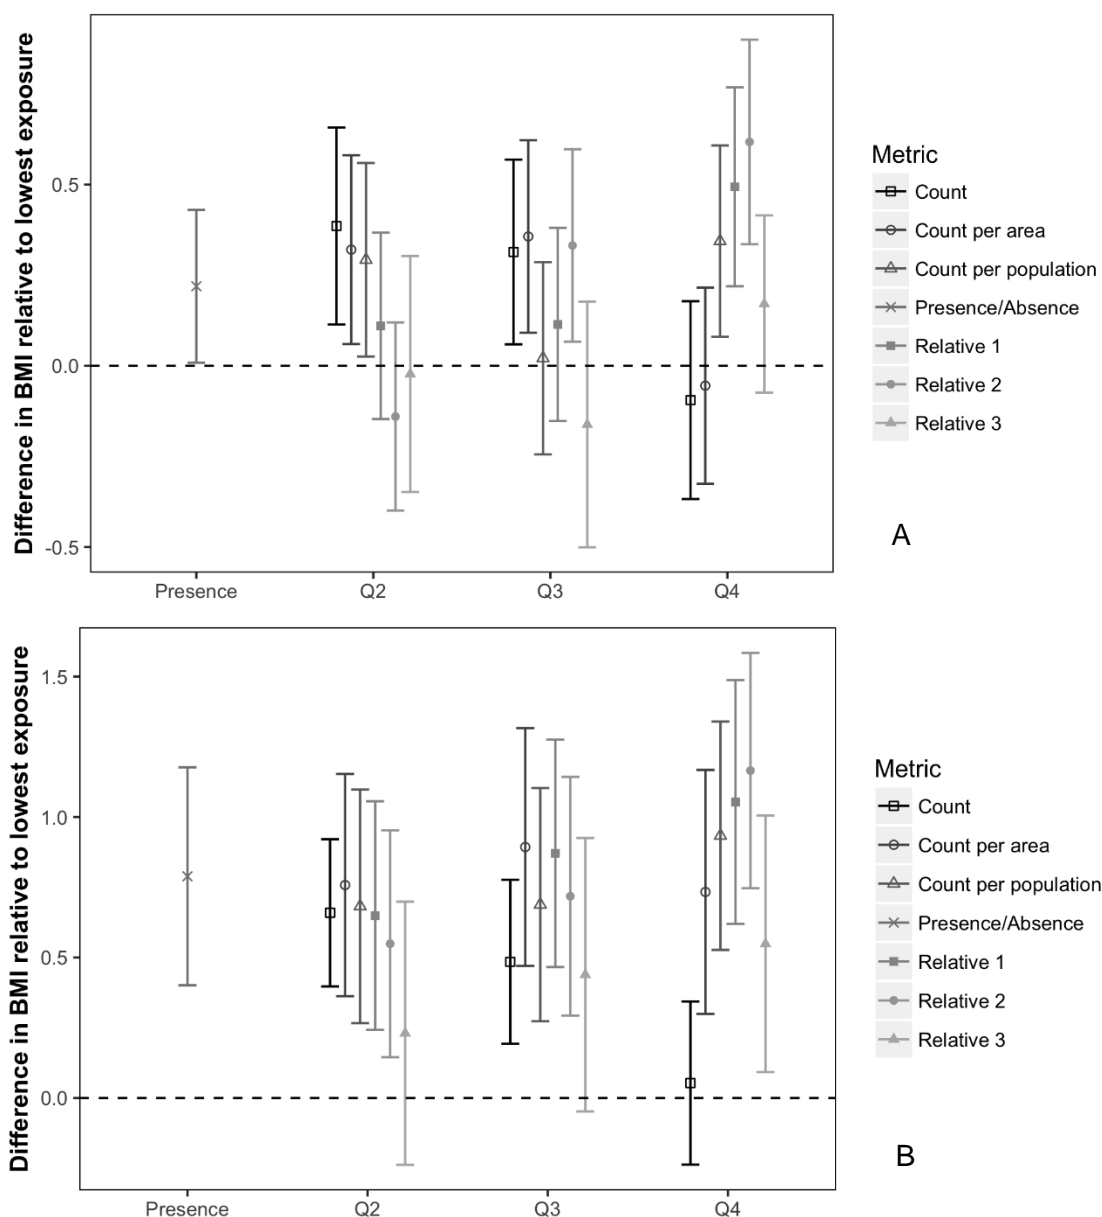 Difference in BMI relative to lowest exposure
0.5
0.0
-0.5
Presence
Q2
Q3
Q4
Metric
Count
Count per area
Count per population
Presence/Absence
Relative 1
Relative 2
Relative 3
A
Difference in BMI relative to lowest exposure
1.5
1.0
0.5
0.0
Presence
Q2
Q3
Q4
Metric
Count
Count per area
Count per population
Presence/Absence
Relative 1
Relative 2
Relative 3
B